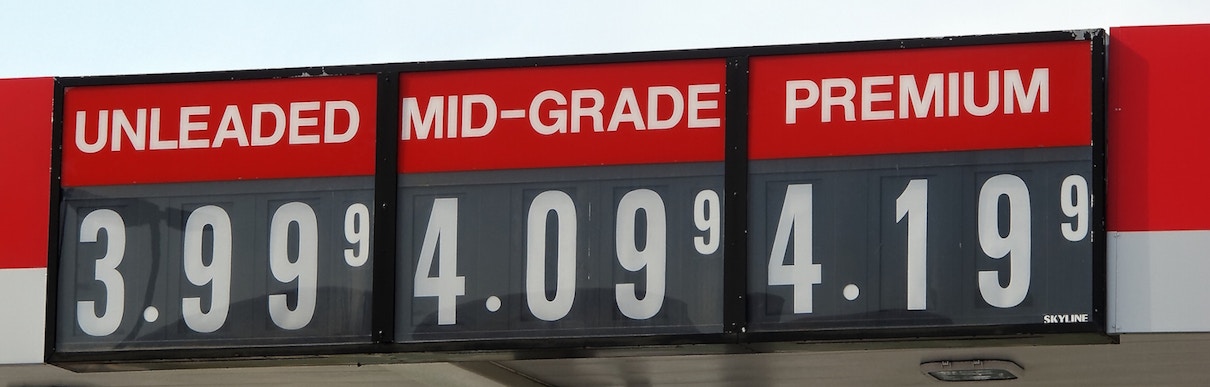 UNLEADED MID-GRADE PREMIUM
3.99 9 4.09 9 4.19 9
SKYLINE